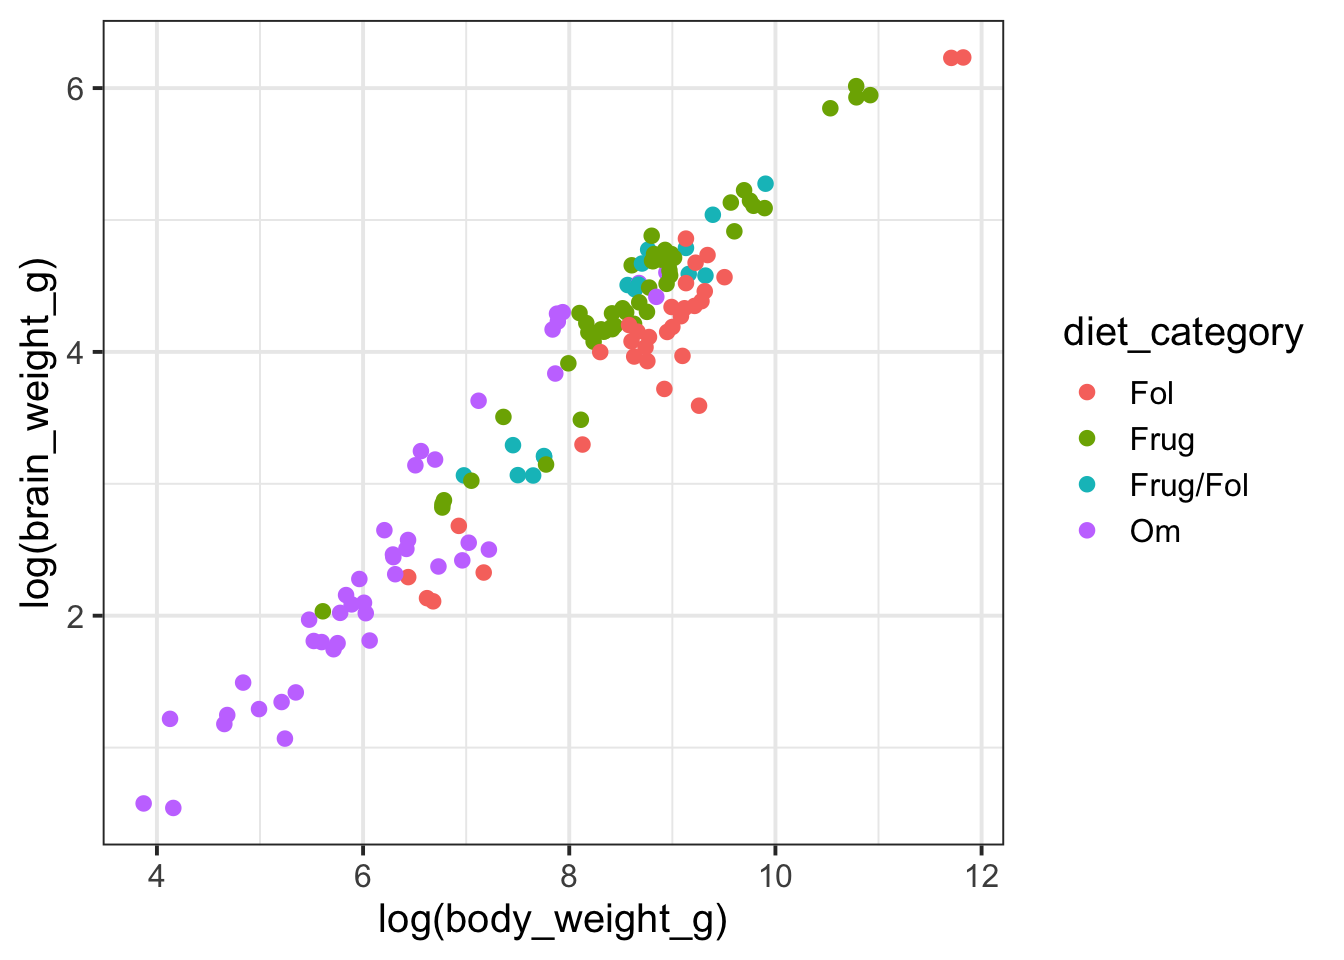 log(brain_weight_g)
6
4
2
4 6 8 10 12
log(body_weight_g)
diet_category
Fol
Frug
Frug/Fol
Om